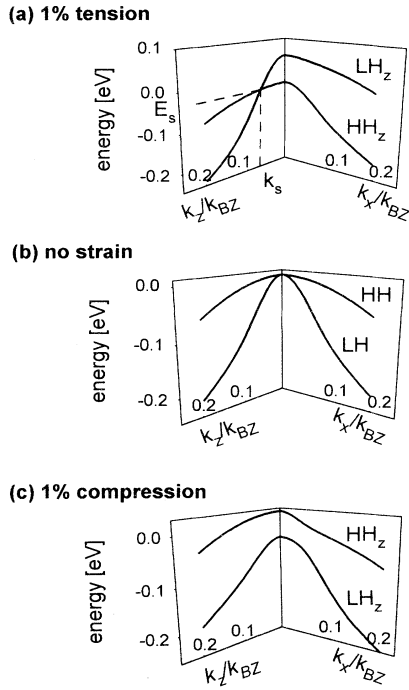 (a) 1% tension
0.1
LHz
0.0
Es
energy [eV]
-0.1
HHz
0.1
0.1
-0.2
0.2
0.2
ks
kz/kBZ
kx/kBZ
(b) no strain
0.0
HH
energy [eV]
-0.1
LH
0.1
0.1
-0.2
0.2
0.2
kz/kBZ
kx/kBZ
(c) 1% compression
0.0
HHz
energy [eV]
-0.1
LHz
0.1
0.1
-0.2
0.2
0.2
kz/kBZ
kx/kBZ